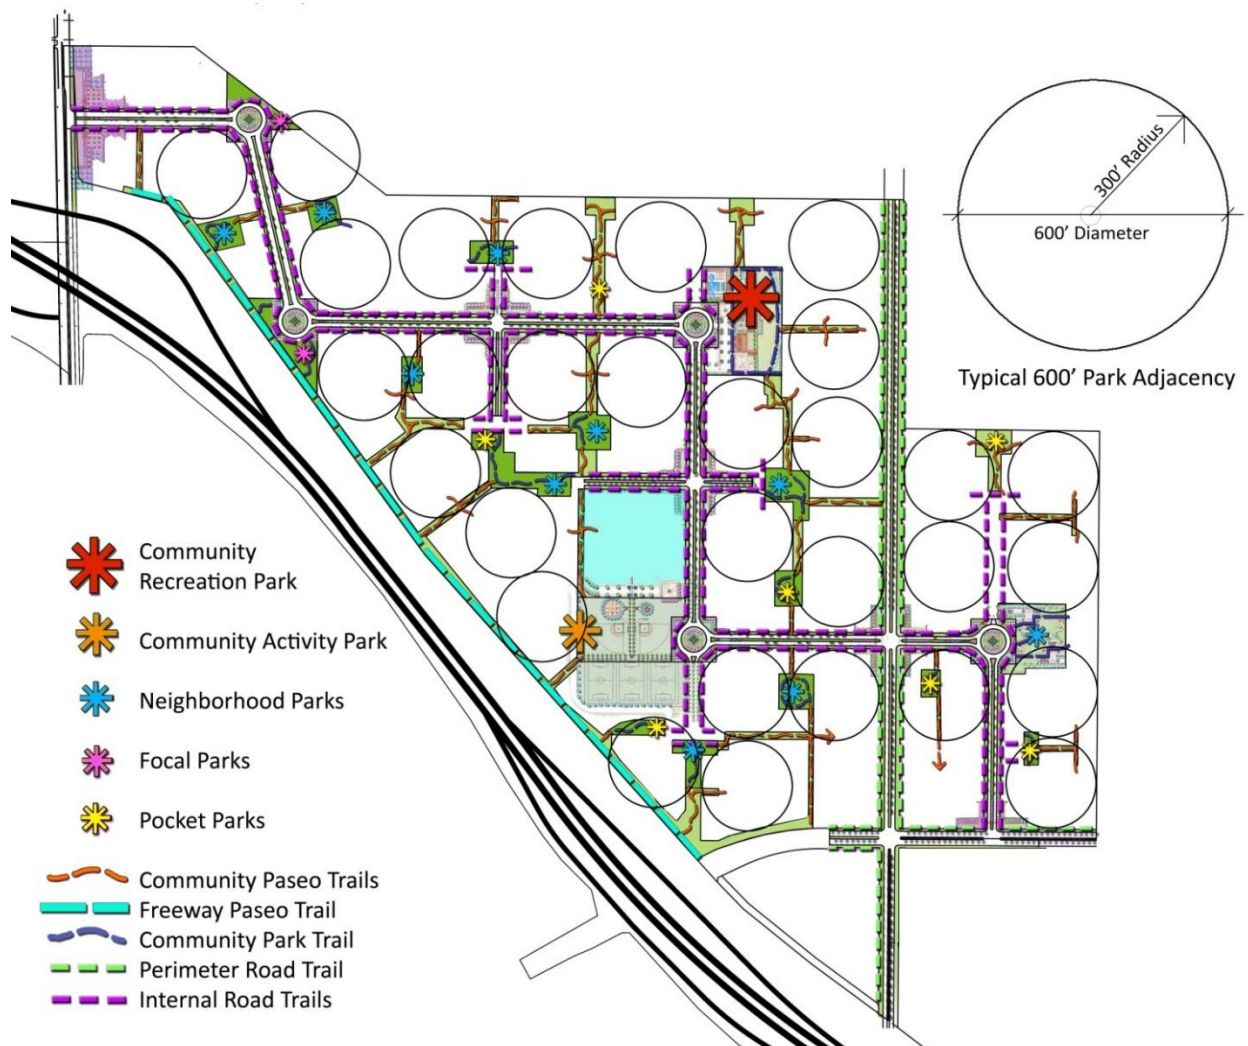 300' Radius
600' Diameter
Typical 600' Park Adjacency
Community
Recreation Park
Community Activity Park
Neighborhood Parks
Focal Parks
Pocket Parks
Community Paseo Trails
Freeway Paseo Trail
Community Park Trail
Perimeter Road Trail
Internal Road Trails